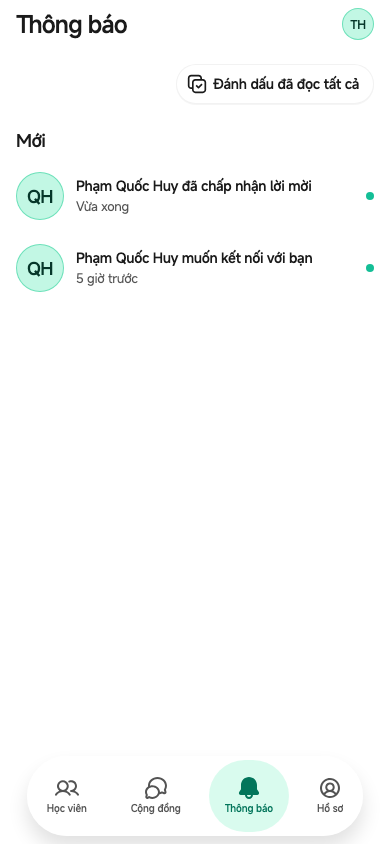 Thông báo
TH
Đánh dấu đã đọc tất cả
Mới
QH
Phạm Quốc Huy đã chấp nhận lời mời
Vừa xong
QH
Phạm Quốc Huy muốn kết nối với bạn
5 giờ trước
Học viên
Cộng đồng
Thông báo
Hồ sơ